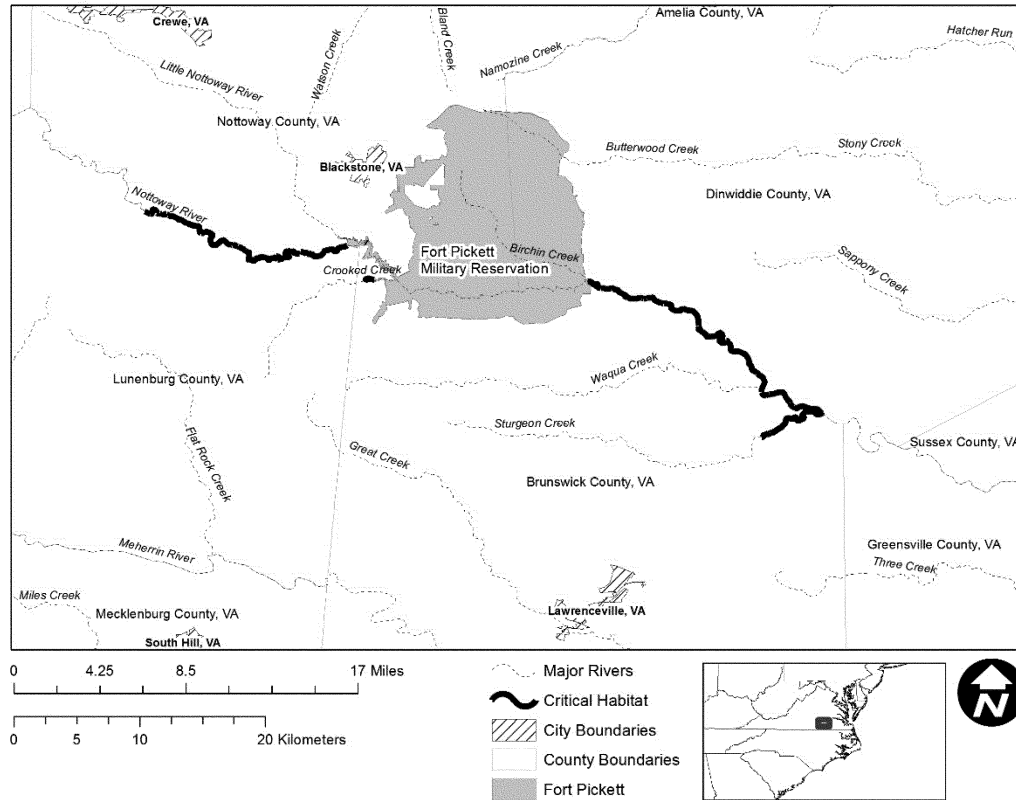 Crewe, VA
Bland Creek
Amelia County, VA
Hatcher Run
Watson Creek
Namozine Creek
Little Nottoway River
Nottoway County, VA
Butterwood Creek
Stony Creek
Blackstone, VA
Dinwiddie County, VA
Nottoway River
Fort Pickett
Military Reservation
Birchin Creek
Crooked Creek
Sappony Creek
Waqua Creek
Lunenburg County, VA
Sturgeon Creek
Flat Rock Creek
Great Creek
Sussex County, VA
Brunswick County, VA
Greensville County, VA
Meherrin River
Three Creek
Miles Creek
Mecklenburg County, VA
Lawrenceville, VA
South Hill, VA
0 4.25 8.5 17 Miles
0 5 10 20 Kilometers
Major Rivers
Critical Habitat
City Boundaries
County Boundaries
Fort Pickett
N